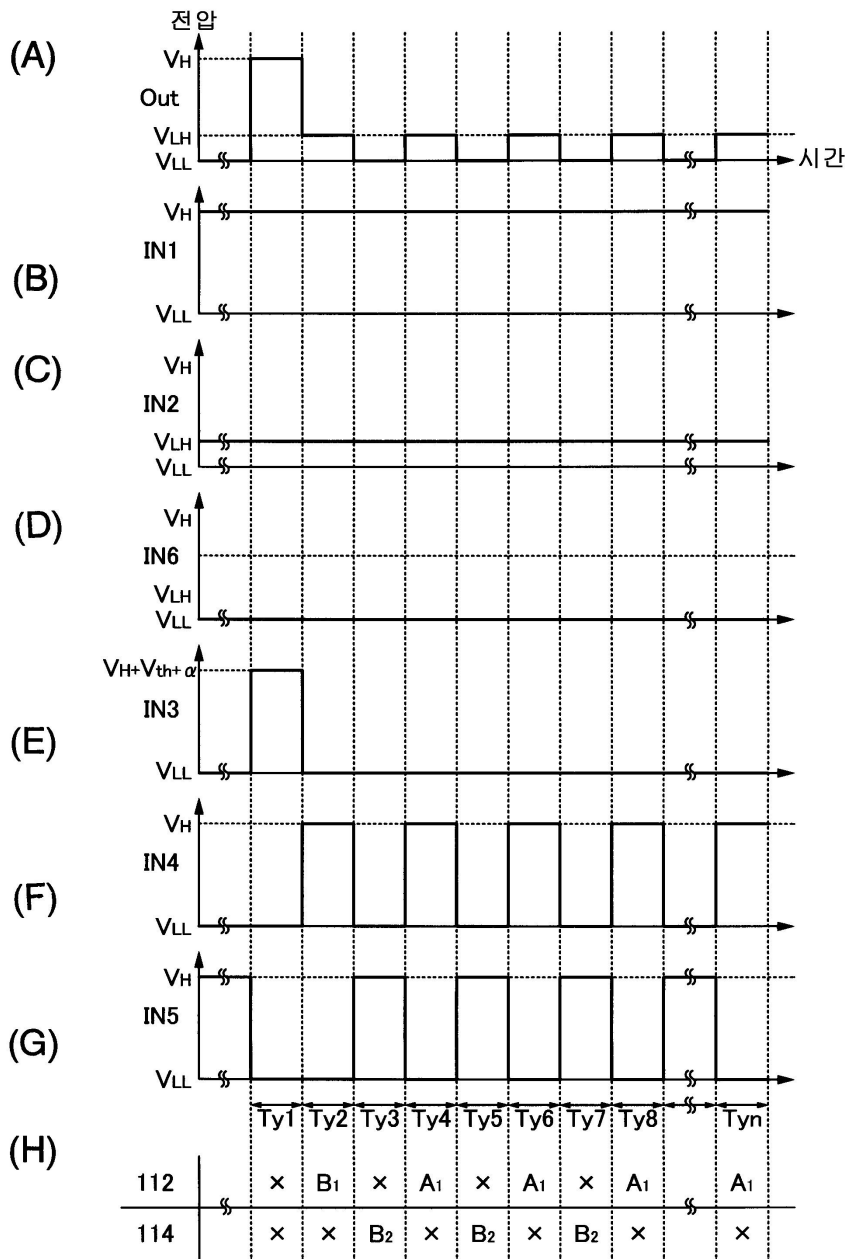 전압
(A)
VH
Out
VLH
VLL
시간
VH
IN1
(B)
VLL
(C)
VH
IN2
VLH
VLL
(D)
VH
IN6
VLH
VLL
VH+Vth+α
IN3
(E)
VLL
VH
IN4
(F)
VLL
VH
IN5
(G)
VLL
Ty1 Ty2 Ty3 Ty4 Ty5 Ty6 Ty7 Ty8 Tyn
(H)
112 × B1 × A1 × A1 × A1 A1
114 × × B2 × B2 × B2 × ×